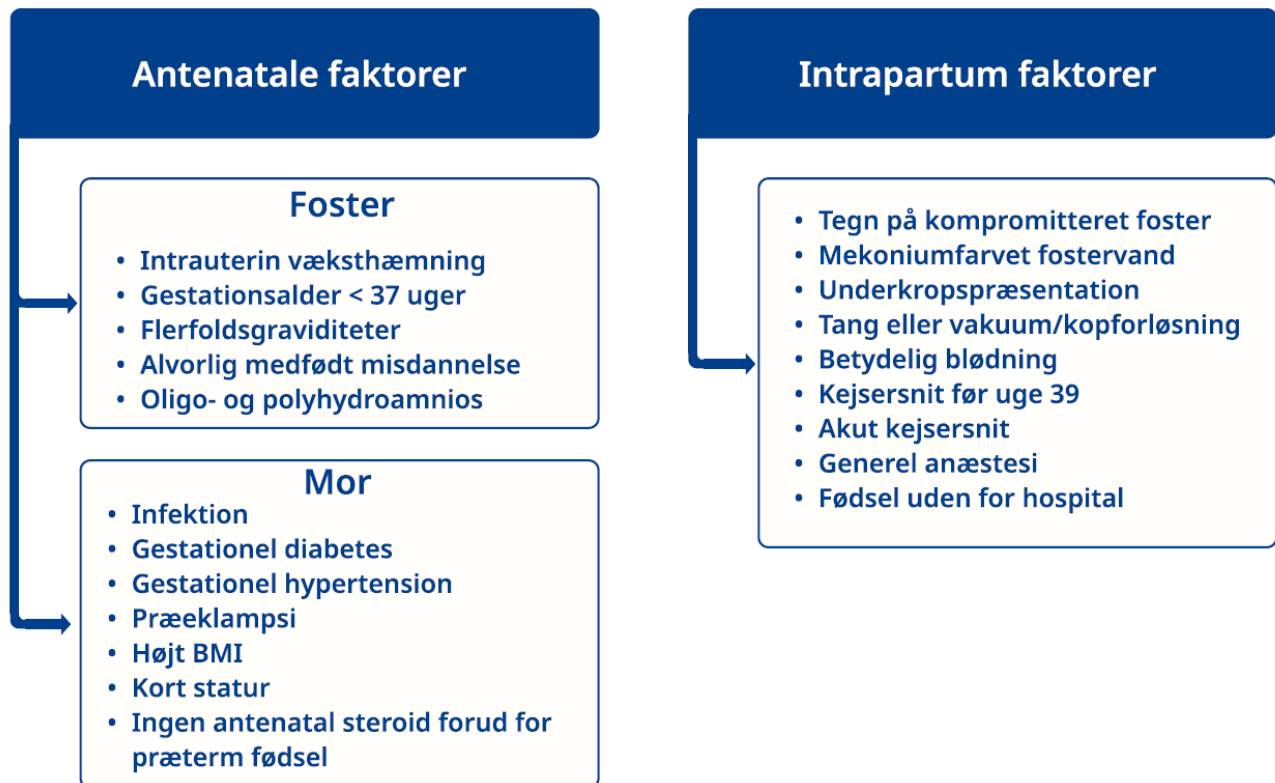 Antenatale faktorer
Foster
• Intrauterin væksthæmning
• Gestationsalder < 37 uger
• Flerfoldsgraviditeter
• Alvorlig medfødt misdannelse
• Oligo- og polyhydroamnios
Mor
• Infektion
• Gestationel diabetes
• Gestationel hypertension
• Præeklampsi
• Højt BMI
• Kort statur
• Ingen antenatal steroid forud for
præterm fødsel
Intrapartum faktorer
• Tegn på kompromitteret foster
• Mekoniumfarvet fostervand
• Underkropspræsentation
• Tang eller vakuum/kopforløsning
• Betydelig blødning
• Kejsersnit før uge 39
• Akut kejsersnit
• Generel anæstesi
• Fødsel uden for hospital